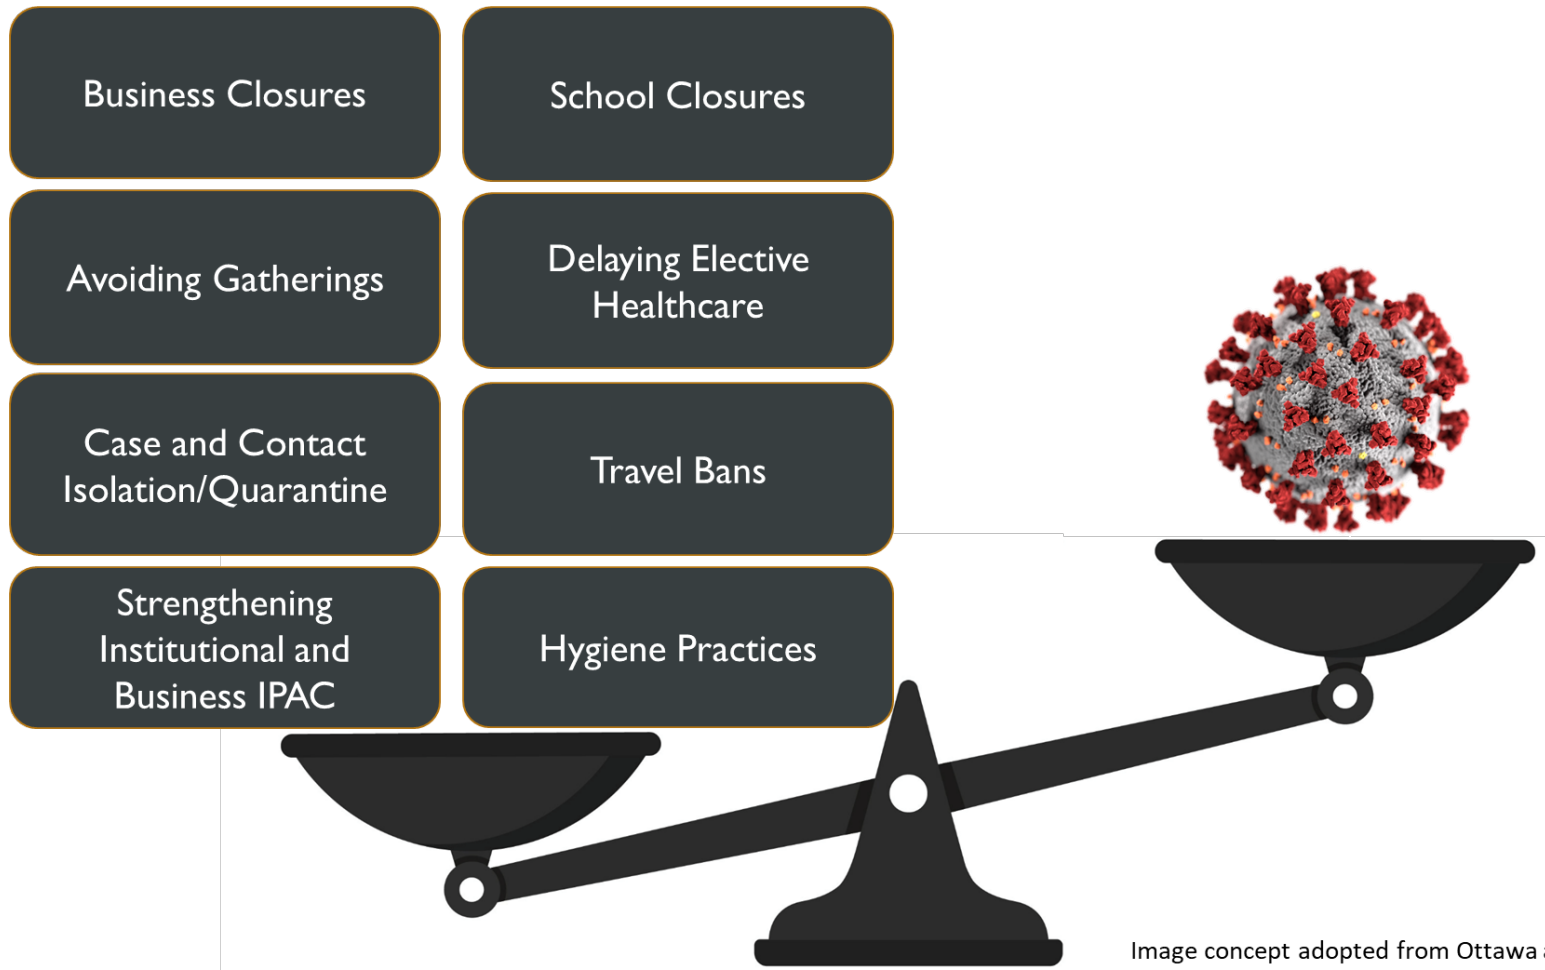 Business Closures
School Closures
Avoiding Gatherings
Delaying Elective
Healthcare
Case and Contact
Isolation/Quarantine
Travel Bans
Strengthening
Institutional and
Business IPAC
Hygiene Practices
Image concept adopted from Ottawa